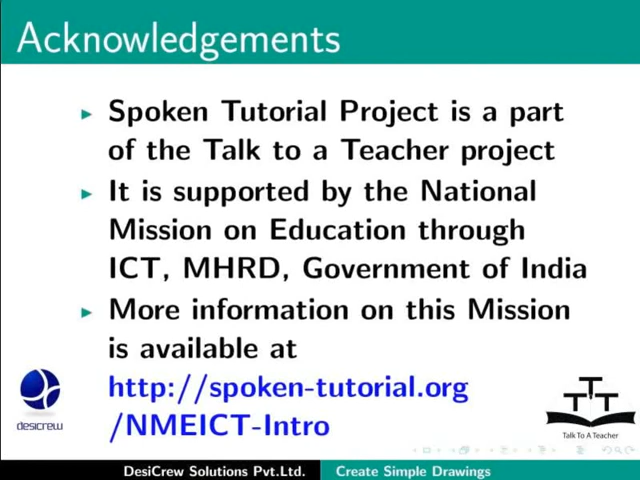 Acknowledgements
Spoken Tutorial Project is a part
of the Talk to a Teacher project
It is supported by the National
Mission on Education through
ICT, MHRD, Government of India
More information on this Mission
is available at
http://spoken-tutorial.org
/NMEICT-Intro
desicrew
TTT
Talk To A Teacher
DesiCrew Solutions Pvt.Ltd.
Create Simple Drawings